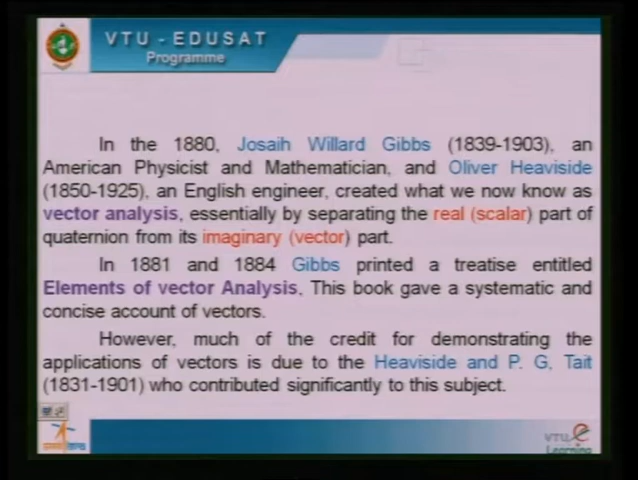 VTU - EDUSAT
Programme
In the 1880, Josaih Willard Gibbs (1839-1903), an
American Physicist and Mathematician, and Oliver Heaviside
(1850-1925), an English engineer, created what we now know as
vector analysis, essentially by separating the real (scalar) part of
quaternion from its imaginary (vector) part.
In 1881 and 1884 Gibbs printed a treatise entitled
Elements of vector Analysis. This book gave a systematic and
concise account of vectors.
However, much of the credit for demonstrating the
applications of vectors is due to the Heaviside and P. G. Tait
(1831-1901) who contributed significantly to this subject.
VTU e
Learning